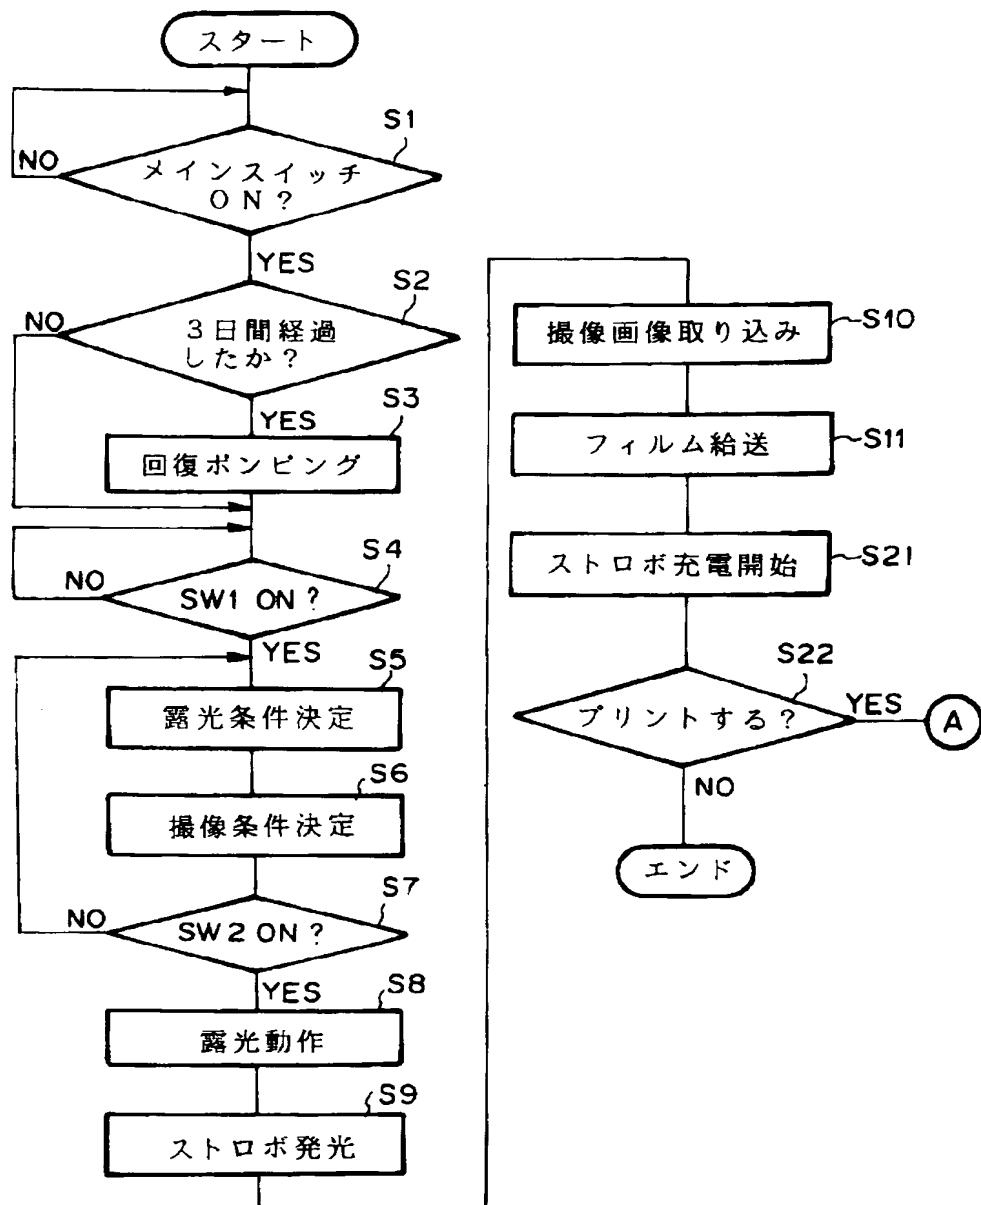 スタート
S1
NO
メインスイッチ
ON?
YES
S2
NO
3日間経過
したか?
S3
YES
回復ポンピング
S4
NO
SW1 ON?
YES
S5
露光条件決定
S6
撮像条件決定
S7
NO
SW2 ON?
YES
S8
露光動作
S9
ストロボ発光
撮像画像取り込み
S10
フィルム給送
S11
ストロボ充電開始
S21
S22
プリントする?
YES
A
NO
エンド